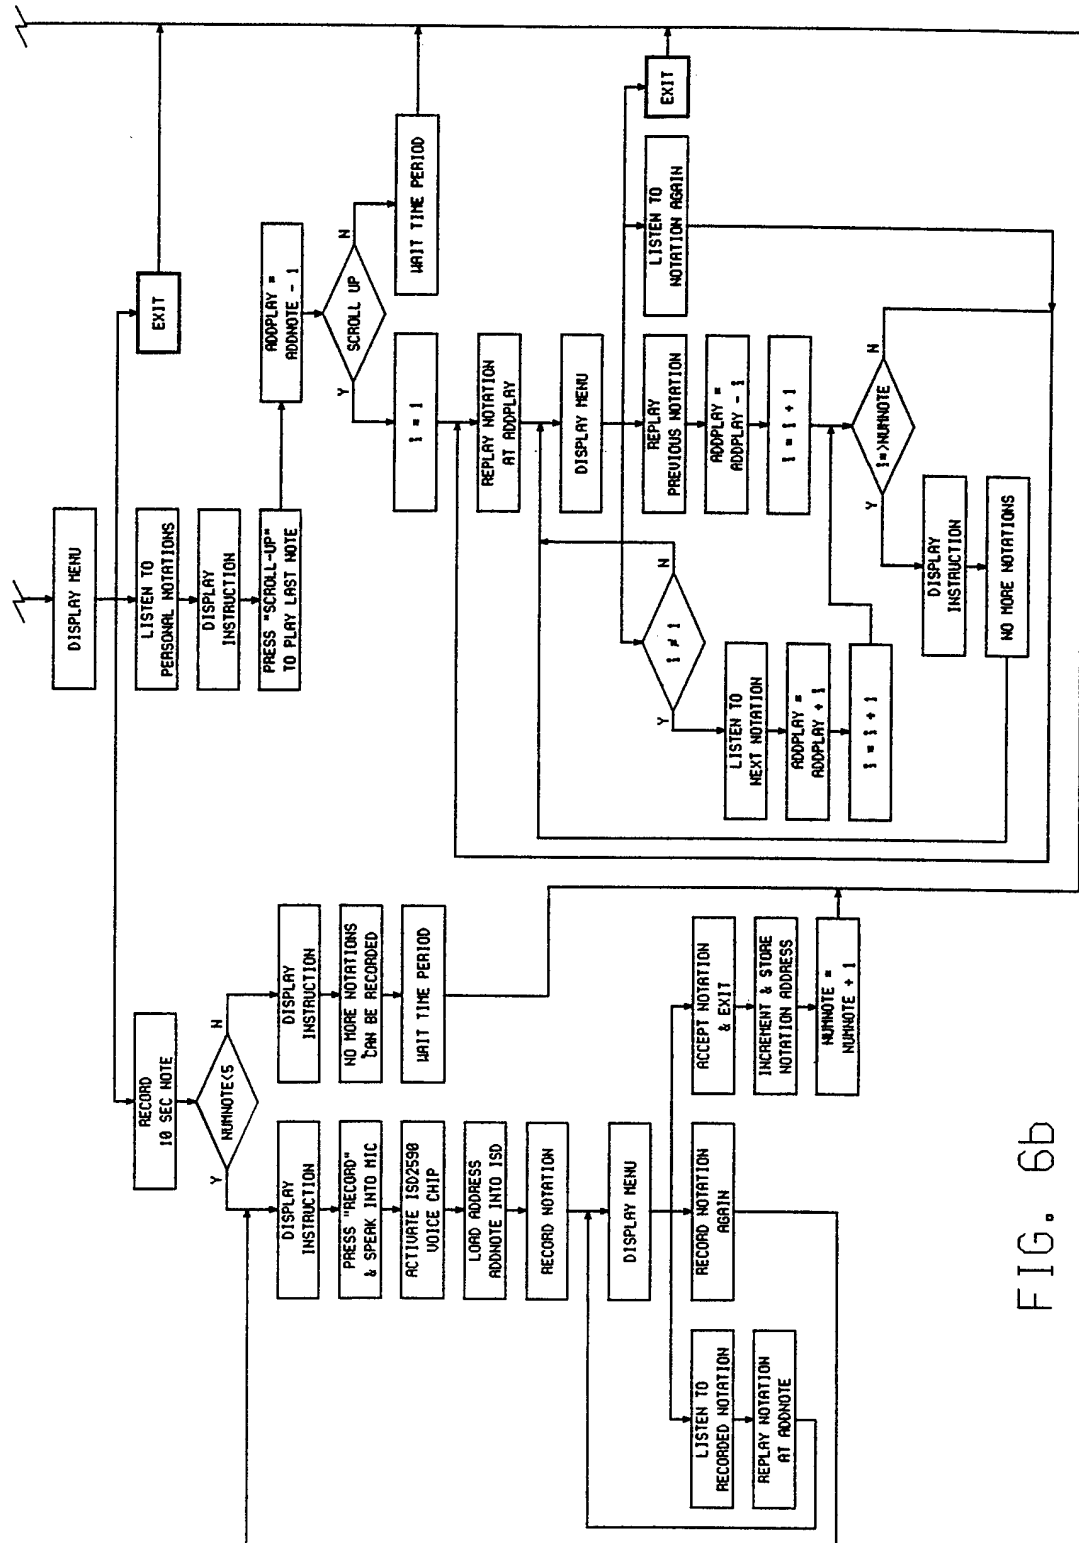 DISPLAY MENU
RECORD
10 SEC NOTE
LISTEN TO
PERSONAL NOTATIONS
EXIT
NUMNOTE<5
Y
N
DISPLAY
INSTRUCTION
PRESS "SCROLL-UP"
TO PLAY LAST NOTE
ADDPLAY =
ADDNOTE - 1
SCROLL UP
Y
N
WAIT TIME PERIOD
DISPLAY
INSTRUCTION
PRESS "RECORD"
& SPEAK INTO MIC
ACTIVATE ISD2590
VOICE CHIP
LOAD ADDRESS
ADDNOTE INTO ISD
RECORD NOTATION
DISPLAY MENU
DISPLAY
INSTRUCTION
NO MORE NOTATIONS
CAN BE RECORDED
WAIT TIME PERIOD
LISTEN TO
RECORDED NOTATION
REPLAY NOTATION
AT ADDNOTE
RECORD NOTATION
AGAIN
ACCEPT NOTATION
& EXIT
INCREMENT & STORE
NOTATION ADDRESS
NUMNOTE =
NUMNOTE + 1
i = 1
REPLAY NOTATION
AT ADDPLAY
DISPLAY MENU
i ≠ 1
Y
N
LISTEN TO
NEXT NOTATION
ADDPLAY =
ADDPLAY + i
i = i + 1
REPLAY
PREVIOUS NOTATION
ADDPLAY =
ADDPLAY - i
i = i + 1
i=>NUMNOTE
Y
N
DISPLAY
INSTRUCTION
NO MORE NOTATIONS
LISTEN TO
NOTATION AGAIN
EXIT
FIG. 6b